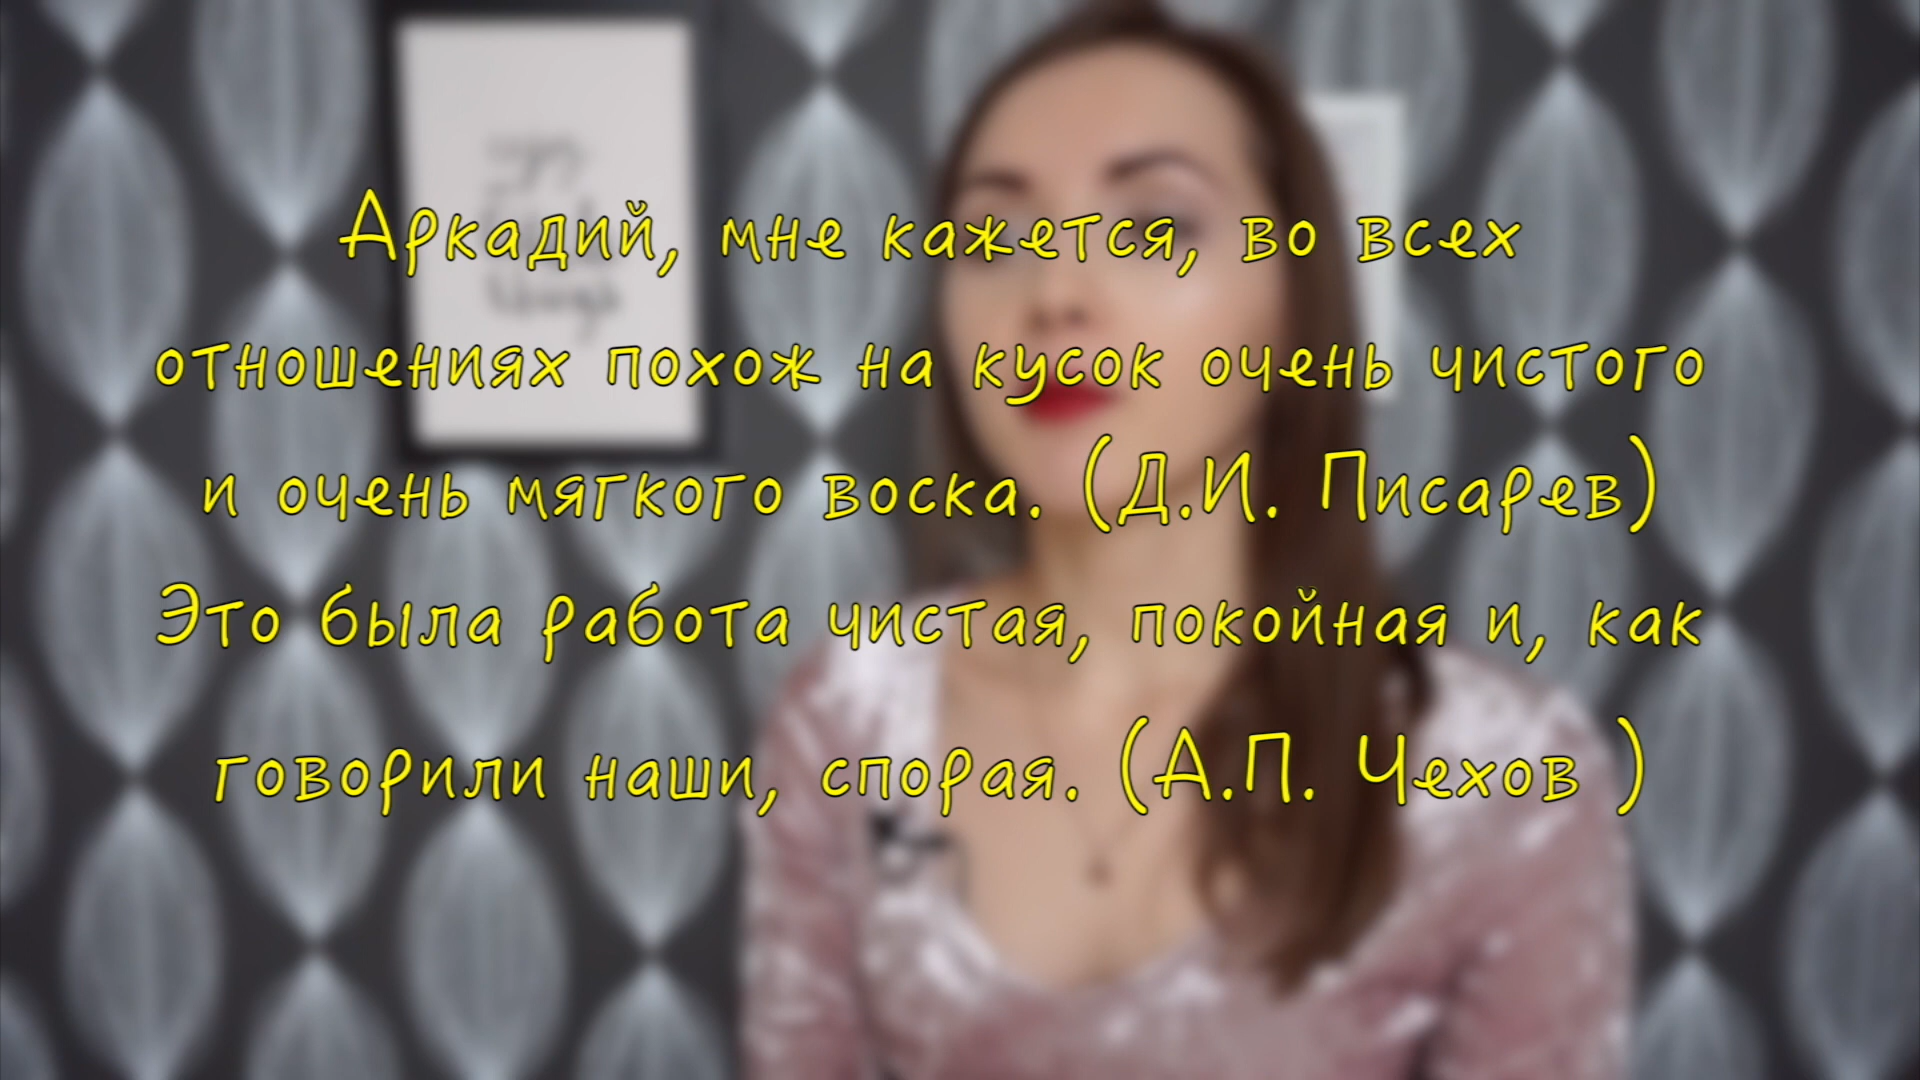 Аркадий, мне кажется, во всех
отношениях похож на кусок очень чистого
и очень мягкого воска. (Д.И. Писарев)
Это была работа чистая, покойная и, как
говорили наши, спорая. (А.П. Чехов )